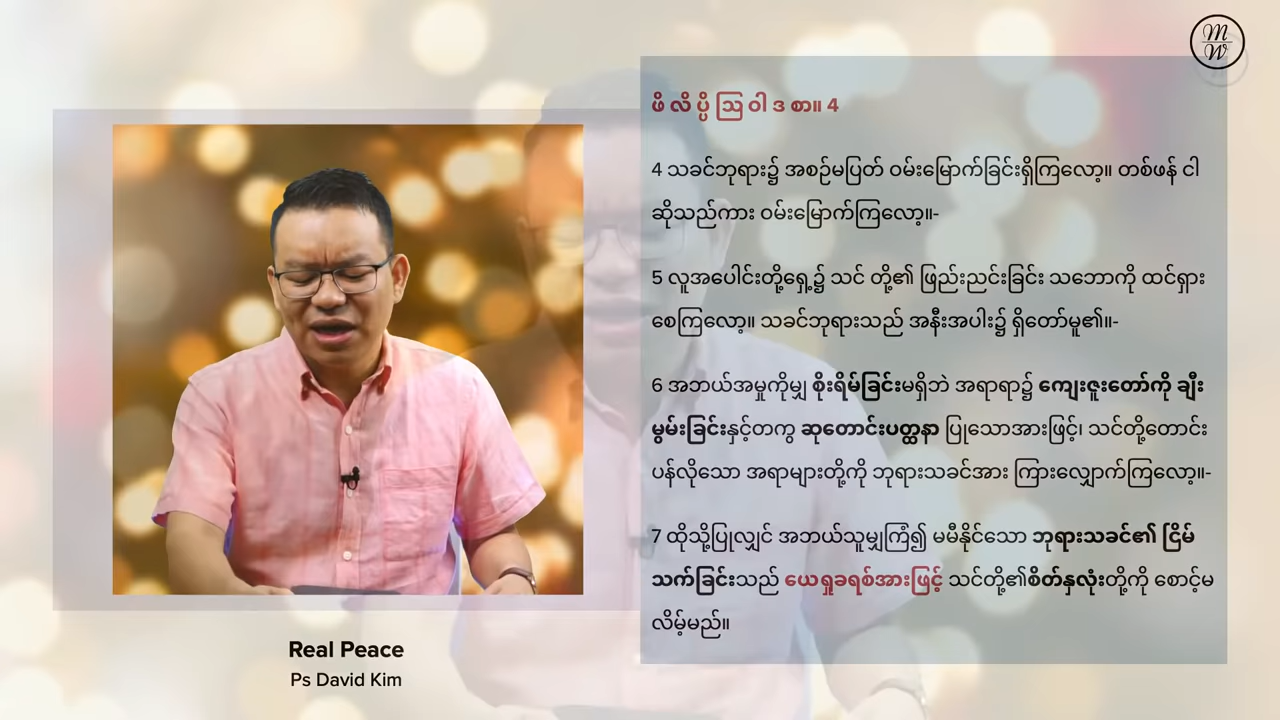 M
W
ဖိ လိ ပ္ပိ ဩ ဝါ ဒ စာ။ 4
4 သခင်ဘုရား၌ အစဉ်မပြတ် ဝမ်းမြောက်ခြင်းရှိကြလော့။ တစ်ဖန် ငါ
ဆိုသည်ကား ဝမ်းမြောက်ကြလော့။-
5 လူအပေါင်းတို့ရှေ့၌ သင် တို့၏ ဖြည်းညင်းခြင်း သဘောကို ထင်ရှား
စေကြလော့။ သခင်ဘုရားသည် အနီးအပါး၌ ရှိတော်မူ၏။-
6 အဘယ်အမှုကိုမျှ စိုးရိမ်ခြင်းမရှိဘဲ အရာရာ၌ ကျေးဇူးတော်ကို ချီး
မွမ်းခြင်းနှင့်တကွ ဆုတောင်းပတ္ထနာ ပြုသောအားဖြင့်၊ သင်တို့တောင်း
ပန်လိုသော အရာများတို့ကို ဘုရားသခင်အား ကြားလျှောက်ကြလော့။-
7 ထိုသို့ပြုလျှင် အဘယ်သူမျှကြံ၍ မမီနိုင်သော ဘုရားသခင်၏ ငြိမ်
သက်ခြင်းသည် ယေရှုခရစ်အားဖြင့် သင်တို့၏စိတ်နှလုံးတို့ကို စောင့်မ
လိမ့်မည်။
Real Peace
Ps David Kim